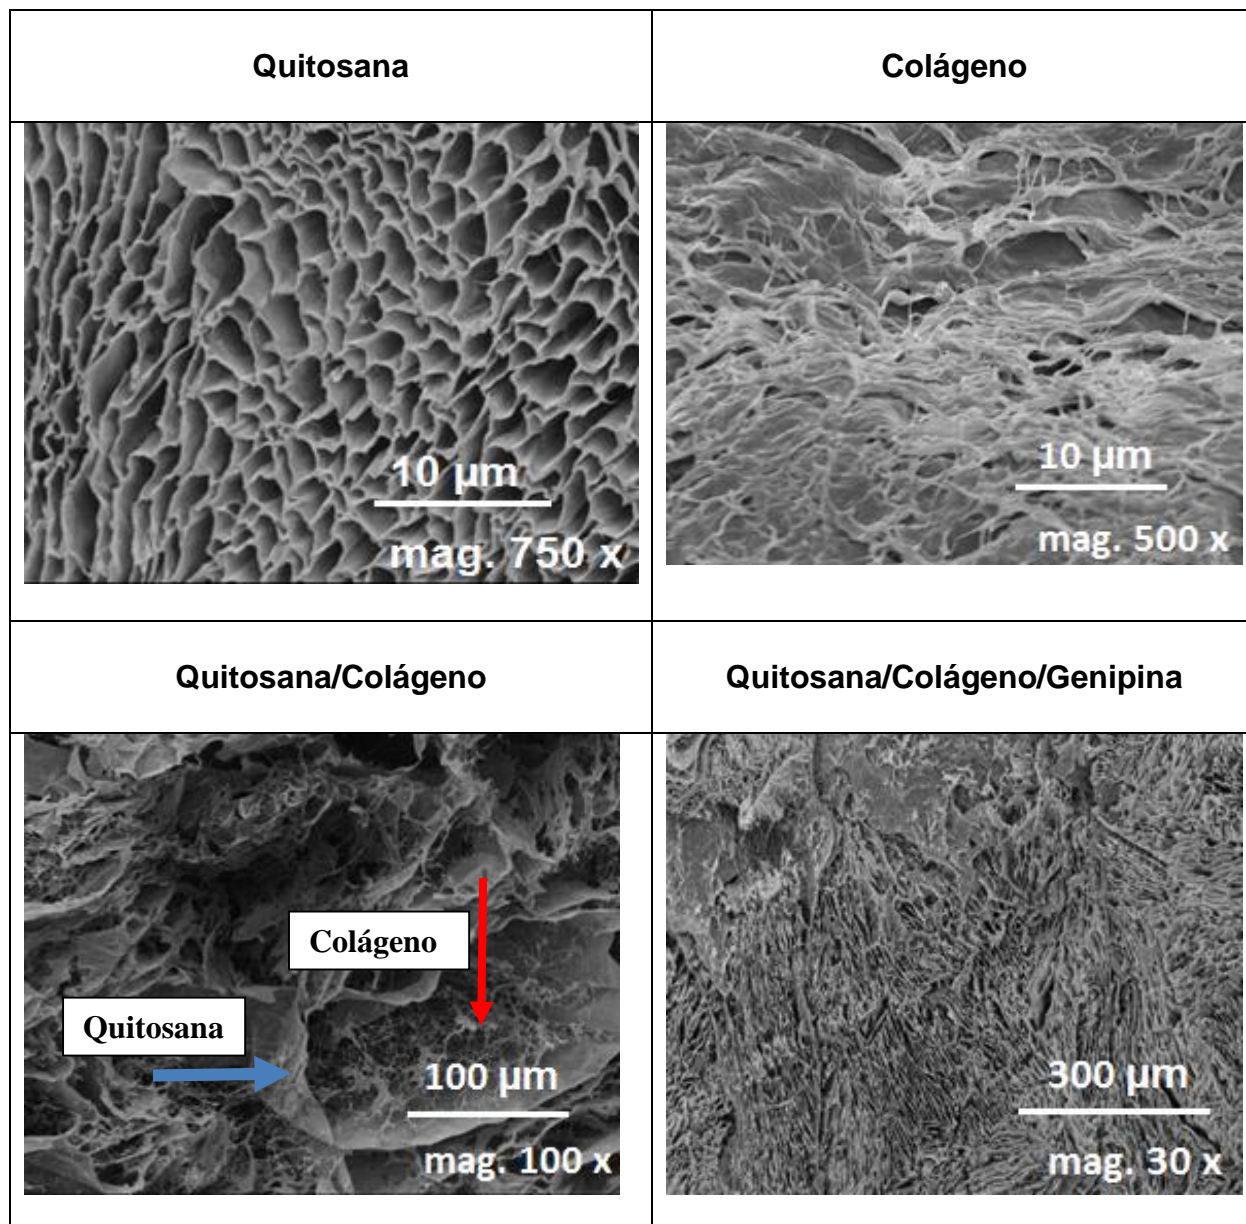 Quitosana
Colágeno
10 µm
mag. 750 x
10 µm
mag. 500 x
Quitosana/Colágeno
Quitosana/Colágeno/Genipina
Colágeno
Quitosana
100 µm
mag. 100 x
300 µm
mag. 30 x